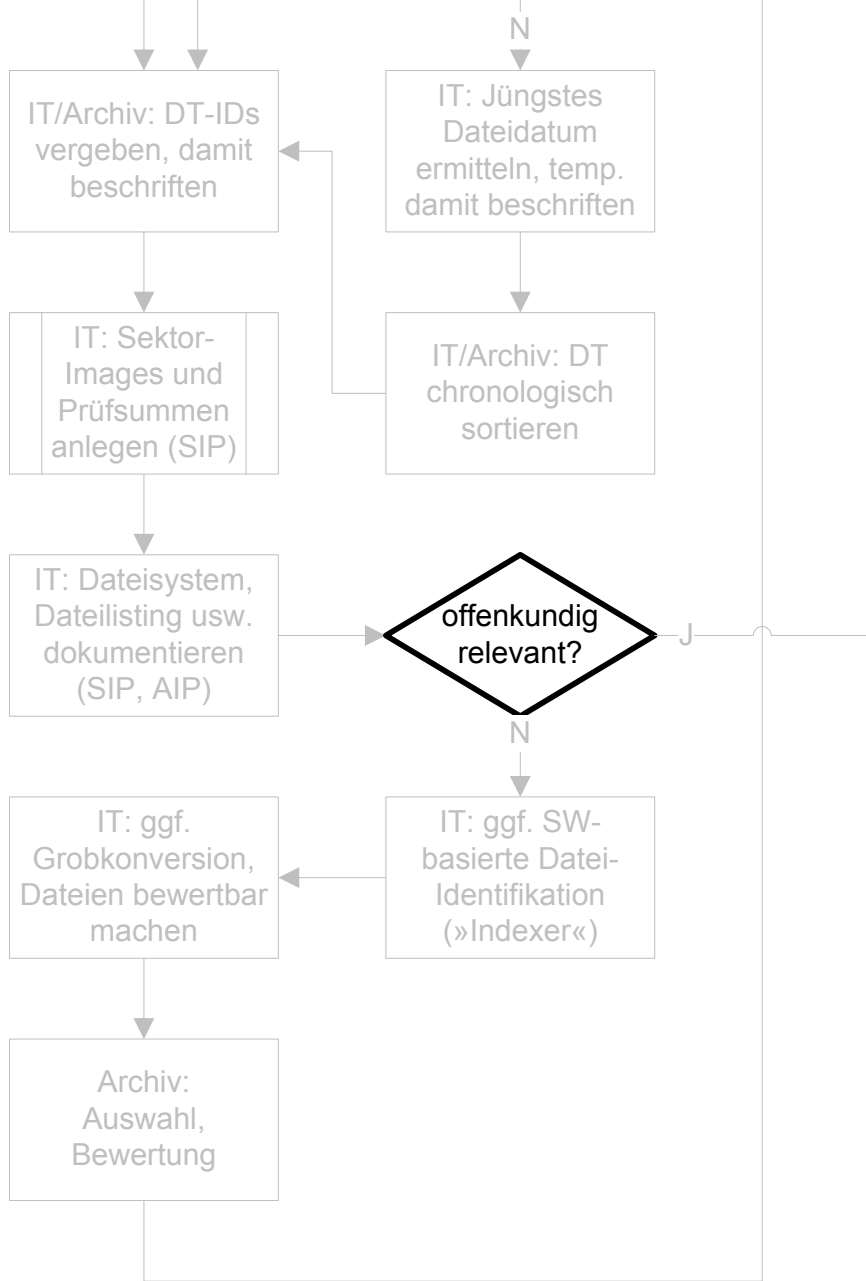 N
IT/Archiv: DT-IDs
vergeben, damit
beschriften
IT: Jüngstes
Dateidatum
ermitteln, temp.
damit beschriften
IT: Sektor-
Images und
Prüfsummen
anlegen (SIP)
IT/Archiv: DT
chronologisch
sortieren
IT: Dateisystem,
Dateilisting usw.
dokumentieren
(SIP, AIP)
offenkundig
relevant?
J
N
IT: ggf.
Grobkonversion,
Dateien bewertbar
machen
IT: ggf. SW-
basierte Datei-
Identifikation
(»Indexer«)
Archiv:
Auswahl,
Bewertung